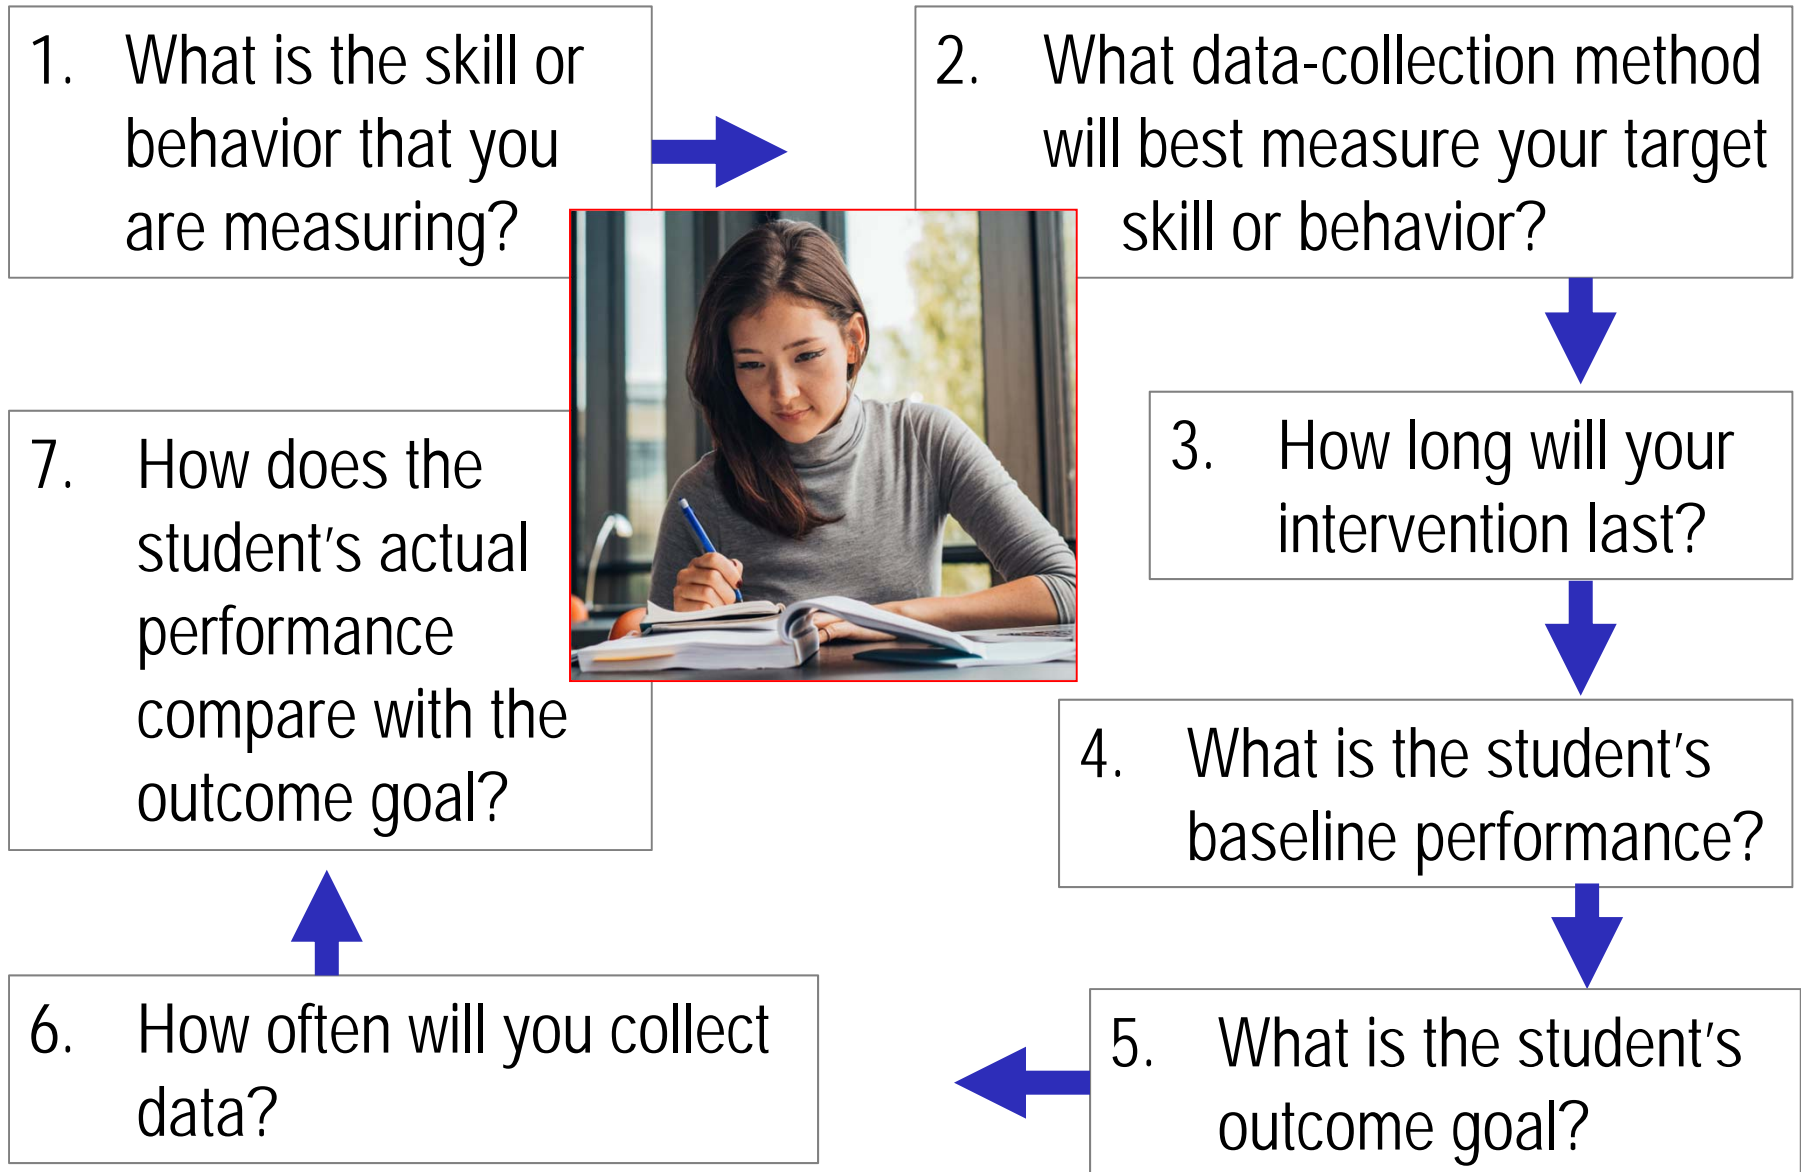 1. What is the skill or
behavior that you
are measuring?
2. What data-collection method
will best measure your target
skill or behavior?
3. How long will your
intervention last?
4. What is the student's
baseline performance?
5. What is the student's
outcome goal?
6. How often will you collect
data?
7. How does the
student's actual
performance
compare with the
outcome goal?